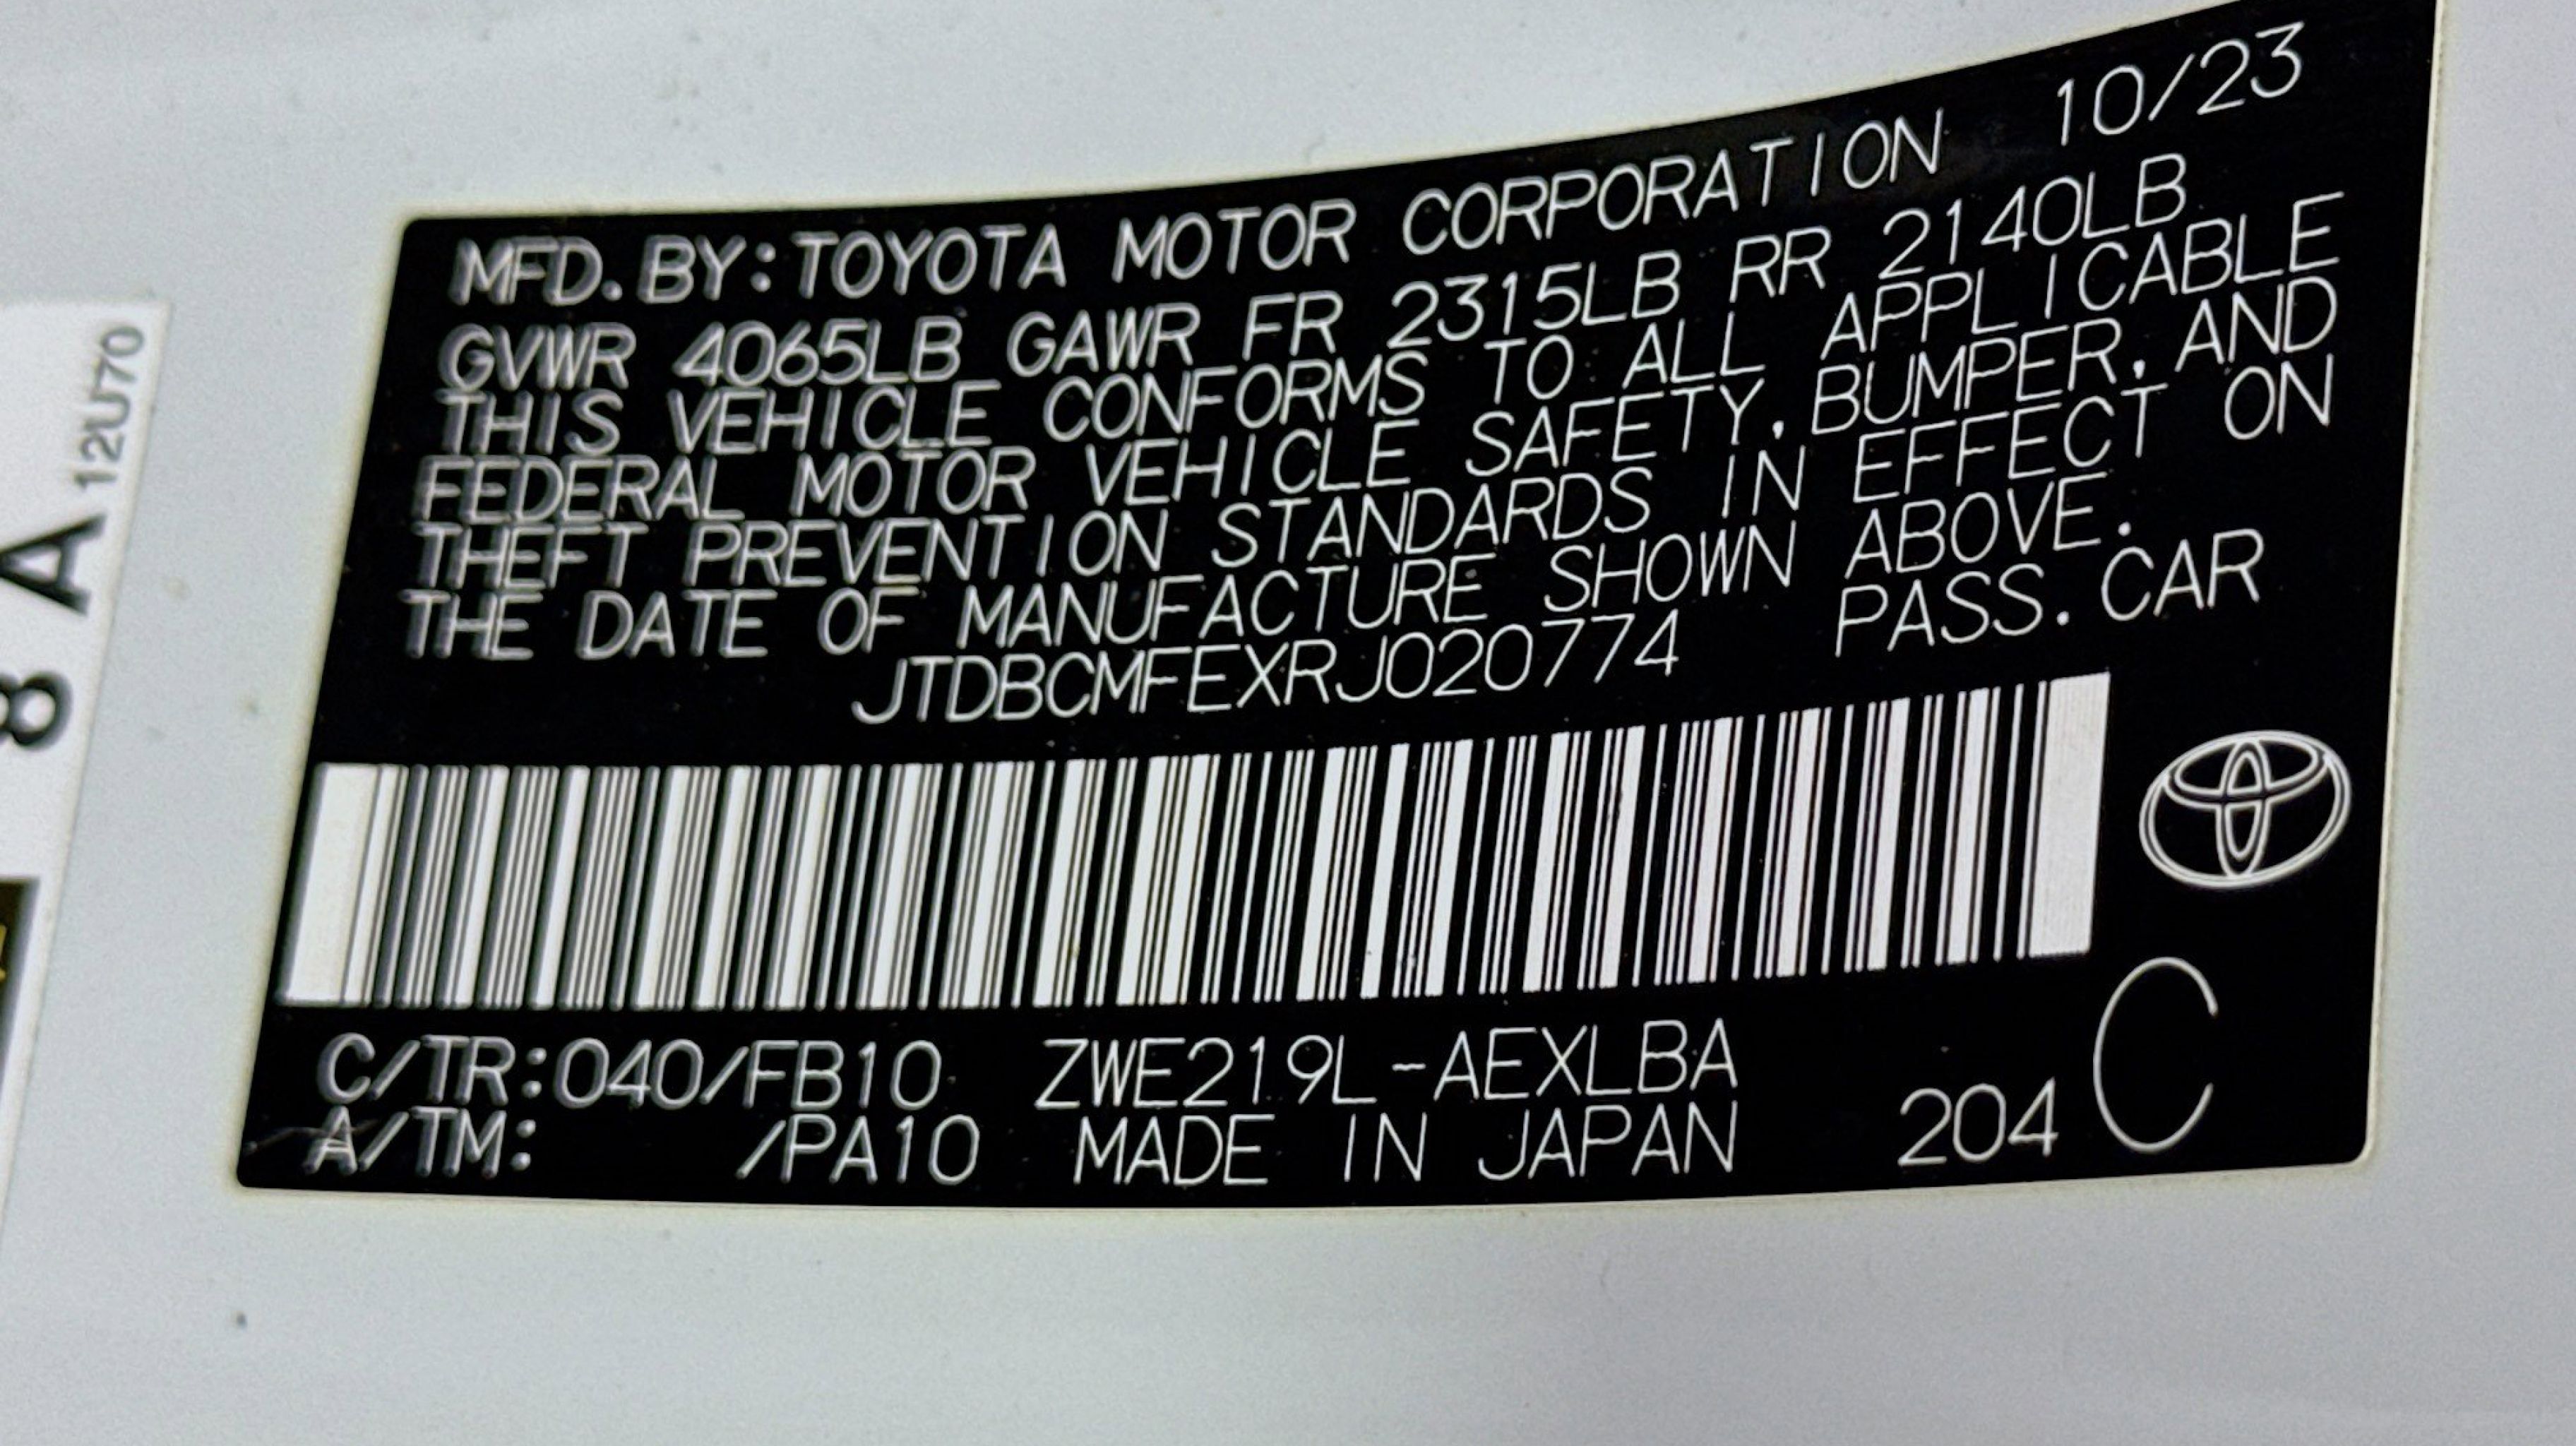 MFD. BY: TOYOTA MOTOR CORPORATION 10/23
GVWR 4065LB GAWR FR 2315LB RR 2140LB
THIS VEHICLE CONFORMS TO ALL APPLICABLE
FEDERAL MOTOR VEHICLE SAFETY, BUMPER, AND
THEFT PREVENTION STANDARDS IN EFFECT ON
THE DATE OF MANUFACTURE SHOWN ABOVE.
JTDBCMFEXRJ020774 PASS. CAR
C/TR:040/FB10 ZWE219L-AEXLBA
A/TM: /PA10 MADE IN JAPAN 204 C
12U70
8 A